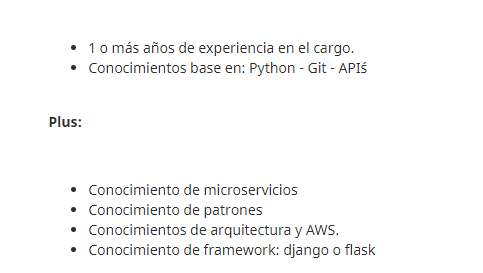 1 o más años de experiencia en el cargo.
Conocimientos base en: Python - Git - APIś
Plus:
Conocimiento de microservicios
Conocimiento de patrones
Conocimientos de arquitectura y AWS.
Conocimiento de framework: django o flask